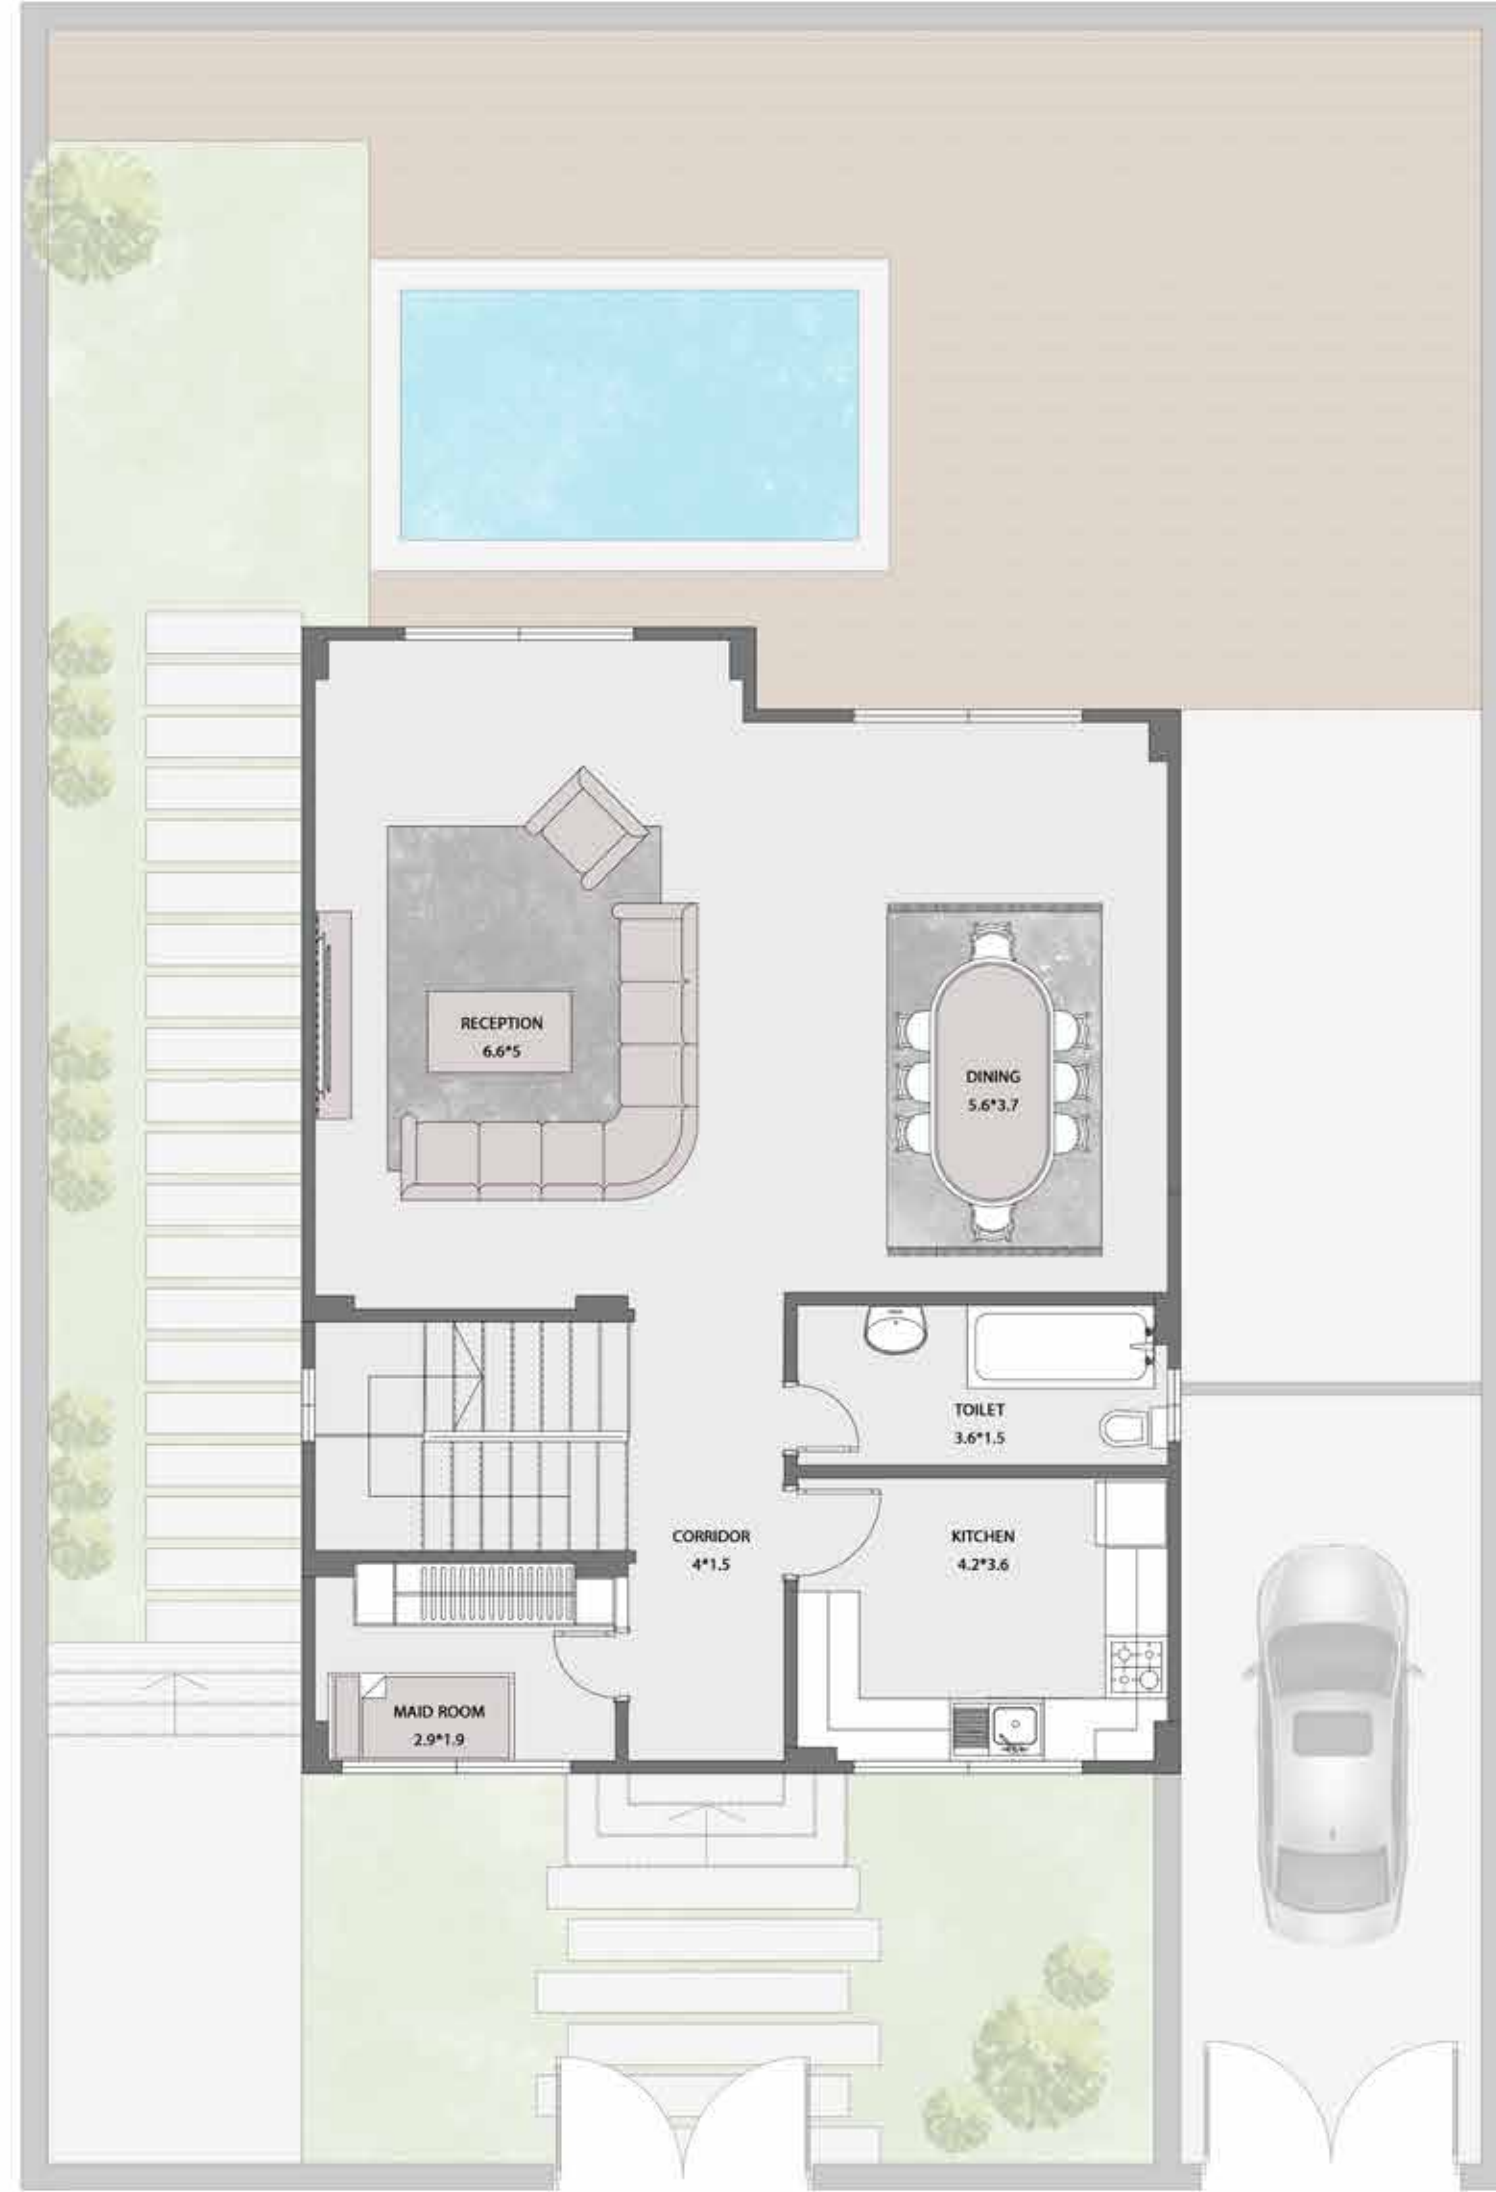 RECEPTION
6.6*5
DINING
5.6*3.7
TOILET
3.6*1.5
CORRIDOR
4*1.5
KITCHEN
4.2*3.6
MAID ROOM
2.9*1.9